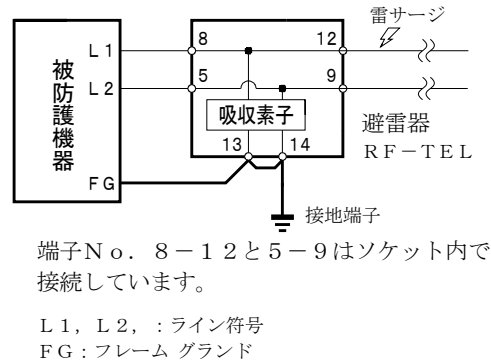 雷サージ
L1
8
12
L2
5
9
被防護機器
吸収素子
避雷器
RF-TEL
13
14
FG
接地端子
端子No.8-12と5-9はソケット内で
接続しています。
L1,L2,:ライン符号
FG:フレーム グランド